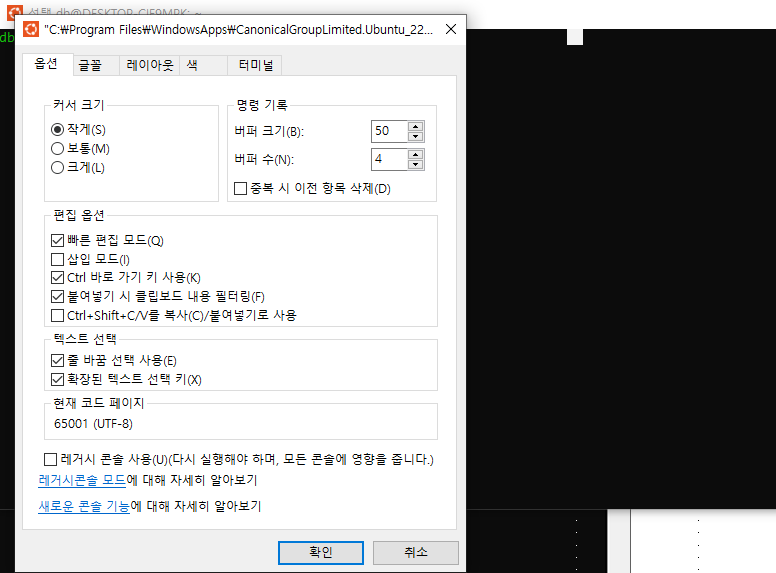 선택 db@DESKTOP-
"C:₩Program Files₩WindowsApps₩CanonicalGroupLimited.Ubuntu_22...
db
옵션 글꼴 레이아웃 색 터미널
커서 크기
작게(S)
보통(M)
크게(L)
명령 기록
버퍼 크기(B): 50
버퍼 수(N): 4
중복 시 이전 항목 삭제(D)
편집 옵션
빠른 편집 모드(Q)
삽입 모드(I)
Ctrl 바로 가기 키 사용(K)
붙여넣기 시 클립보드 내용 필터링(F)
Ctrl+Shift+C/V를 복사(C)/붙여넣기로 사용
텍스트 선택
줄 바꿈 선택 사용(E)
확장된 텍스트 선택 키(X)
현재 코드 페이지
65001 (UTF-8)
레거시 콘솔 사용(U)(다시 실행해야 하며, 모든 콘솔에 영향을 줍니다.)
레거시콘솔 모드에 대해 자세히 알아보기
새로운 콘솔 기능에 대해 자세히 알아보기
확인 취소